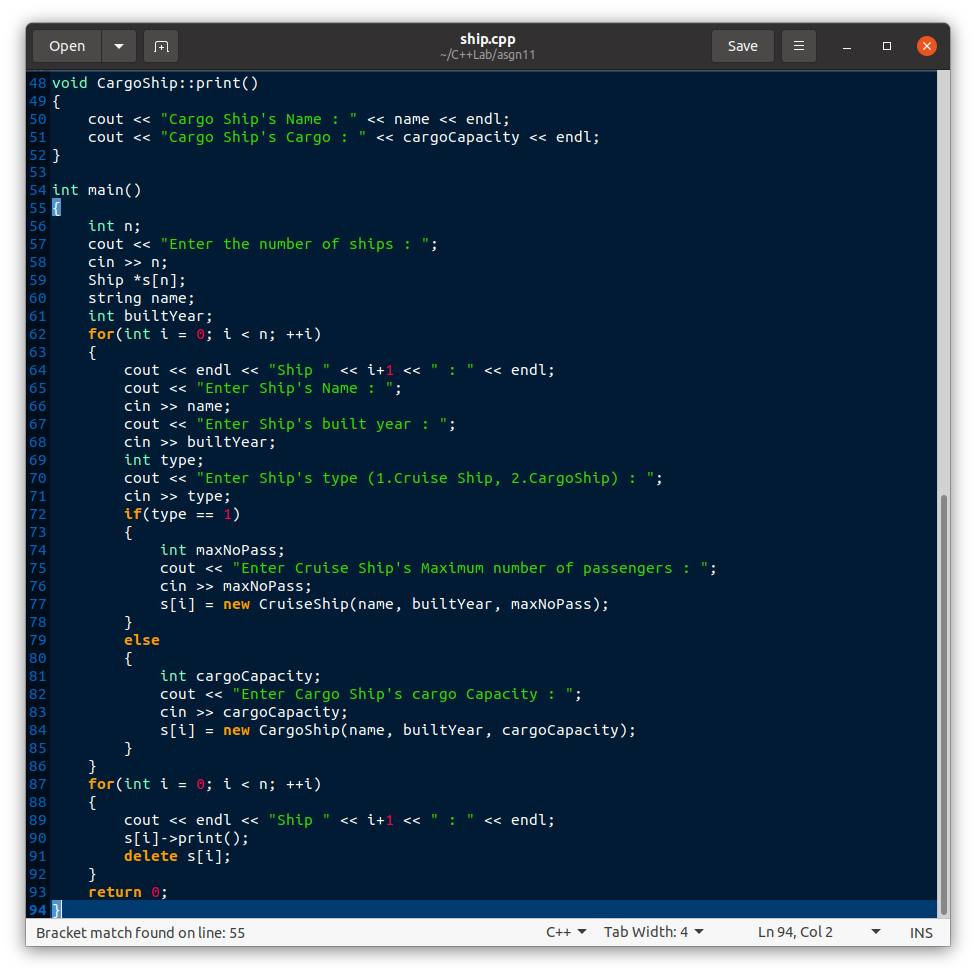 Open
ship.cpp
~/C++Lab/asgn11
Save
48 void CargoShip::print()
49 {
50     cout << "Cargo Ship's Name : " << name << endl;
51     cout << "Cargo Ship's Cargo : " << cargoCapacity << endl;
52 }
53
54 int main()
55 {
56     int n;
57     cout << "Enter the number of ships : ";
58     cin >> n;
59     Ship *s[n];
60     string name;
61     int builtYear;
62     for(int i = 0; i < n; ++i)
63     {
64         cout << endl << "Ship " << i+1 << " : " << endl;
65         cout << "Enter Ship's Name : ";
66         cin >> name;
67         cout << "Enter Ship's built year : ";
68         cin >> builtYear;
69         int type;
70         cout << "Enter Ship's type (1.Cruise Ship, 2.CargoShip) : ";
71         cin >> type;
72         if(type == 1)
73         {
74             int maxNoPass;
75             cout << "Enter Cruise Ship's Maximum number of passengers : ";
76             cin >> maxNoPass;
77             s[i] = new CruiseShip(name, builtYear, maxNoPass);
78         }
79         else
80         {
81             int cargoCapacity;
82             cout << "Enter Cargo Ship's cargo Capacity : ";
83             cin >> cargoCapacity;
84             s[i] = new CargoShip(name, builtYear, cargoCapacity);
85         }
86     }
87     for(int i = 0; i < n; ++i)
88     {
89         cout << endl << "Ship " << i+1 << " : " << endl;
90         s[i]->print();
91         delete s[i];
92     }
93     return 0;
94 }
Bracket match found on line: 55 C++ Tab Width: 4 Ln 94, Col 2 INS